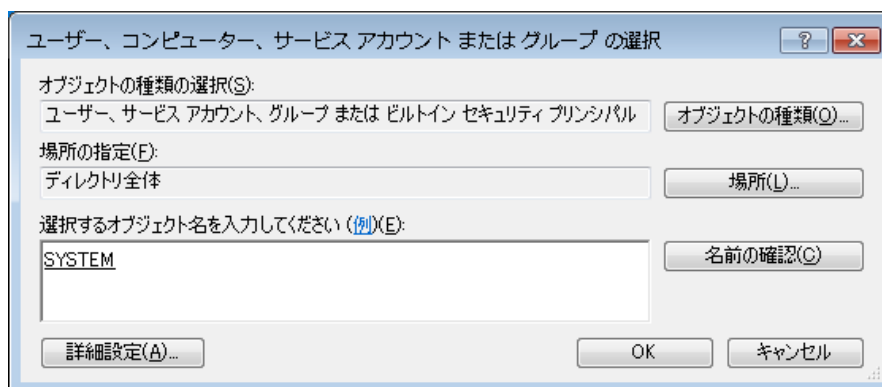 ユーザー、コンピューター、サービス アカウント または グループ の選択
オブジェクトの種類の選択(S):
ユーザー、サービス アカウント、グループ または ビルトイン セキュリティ プリンシパル
オブジェクトの種類(O)...
場所の指定(F):
ディレクトリ全体
場所(L)...
選択するオブジェクト名を入力してください (例)(E):
SYSTEM
名前の確認(C)
詳細設定(A)...
OK
キャンセル